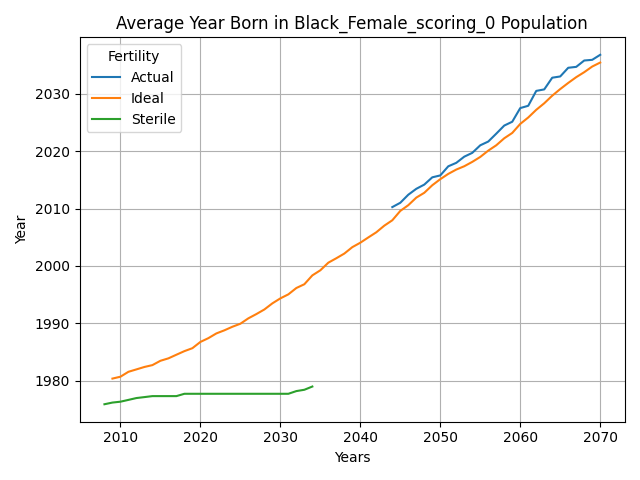 Average Year Born in Black_Female_scoring_0 Population
Fertility
Actual
Ideal
Sterile
Year
2030
2020
2010
2000
1990
1980
2010 2020 2030 2040 2050 2060 2070
Years